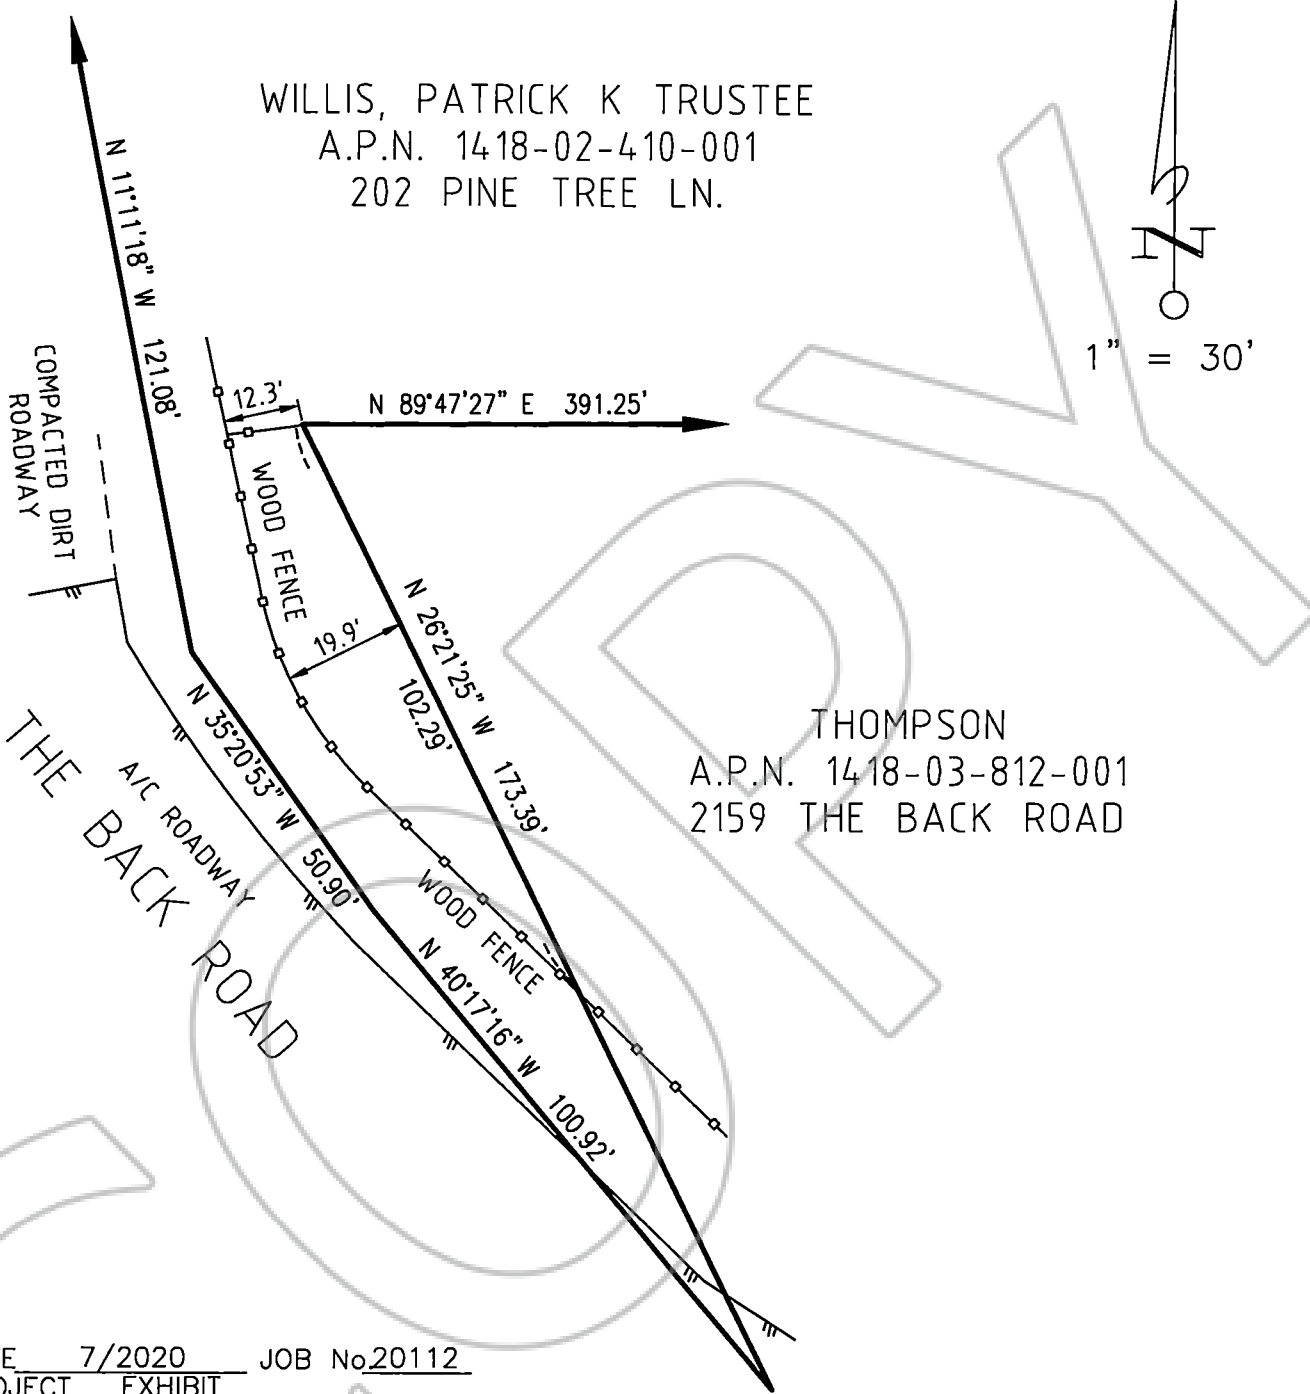 WILLIS, PATRICK K TRUSTEE
A.P.N. 1418-02-410-001
202 PINE TREE LN.
N
1" = 30'
N 11°11'18" W 121.08'
COMPACTED DIRT
ROADWAY
12.3'
N 89°47'27" E 391.25'
WOOD FENCE
19.9'
N 26°21'25" W 173.39'
102.29'
THOMPSON
A.P.N. 1418-03-812-001
2159 THE BACK ROAD
N 35°20'53" W 50.90'
A/C ROADWAY
THE BACK ROAD
WOOD FENCE
N 40°17'16" W 100.92'
COPY
E 7/2020 JOB No. 20112
OJECT EXHIBIT